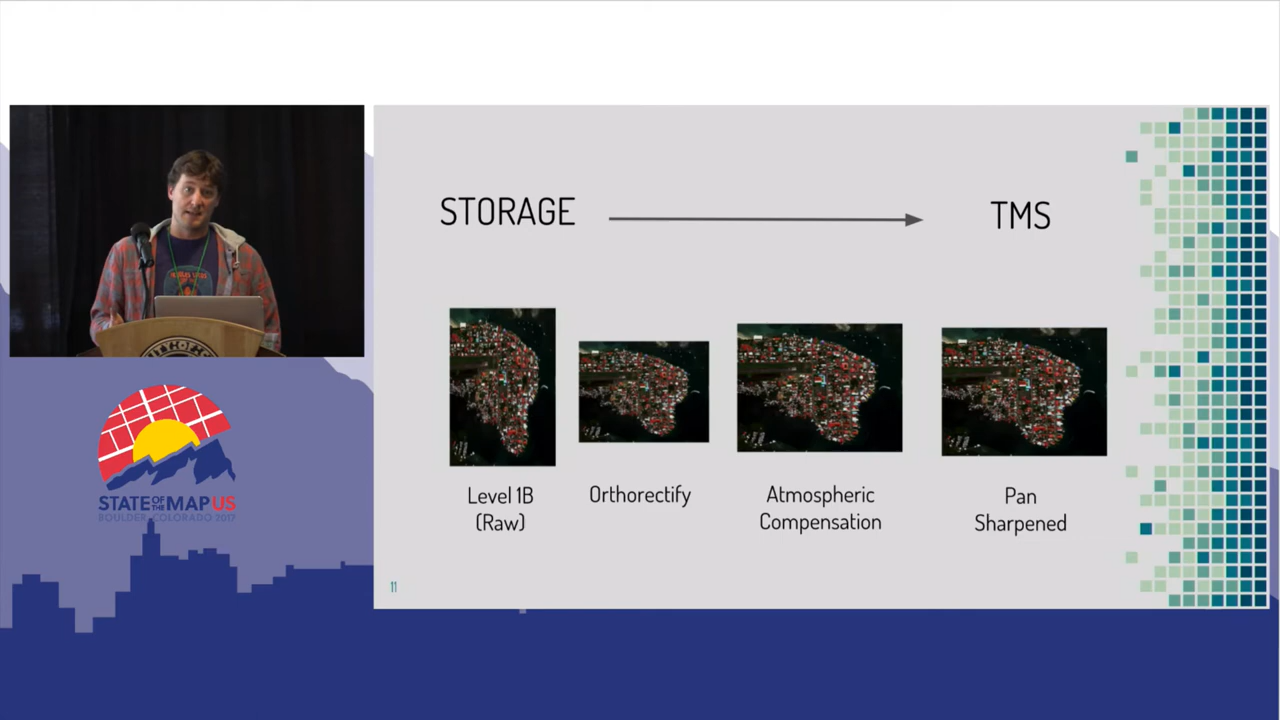 STORAGE
TMS
Level 1B
(Raw)
Orthorectify
Atmospheric
Compensation
Pan
Sharpened
11
STATE OF THE MAP US
BOULDER, COLORADO 2017